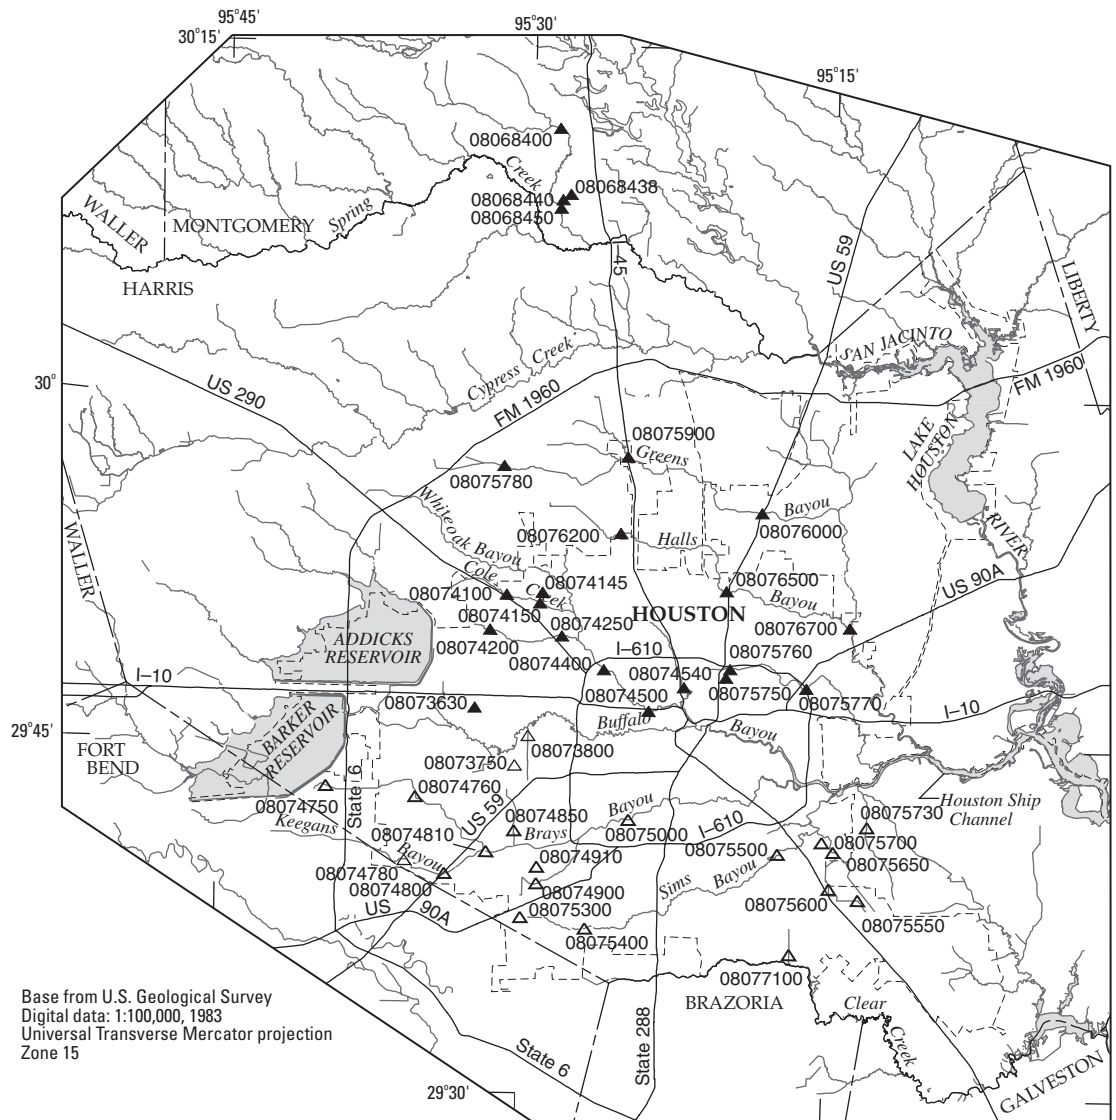 95°45'
95°30'
30°15'
95°15'
08068400
Creek
08068438
08068440
08068450
WALLER
MONTGOMERY
Spring
HARRIS
I–45
US 59
LIBERTY
SAN JACINTO
Cypress Creek
30°
US 290
FM 1960
FM 1960
LAKE
HOUSTON
08075900
Greens
08075780
Whiteoak Bayou
Bayou
08076000
08076200
Halls
RIVER
WALLER
Cole
Creek
08074145
08076500
US 90A
08074100
08074150
HOUSTON
Bayou
08074250
08076700
ADDICKS
RESERVOIR
08074200
I–610
08075760
08074400
08074540
I–10
08073630
08074500
08075750
08075770
I–10
Buffalo
Bayou
29°45'
BARKER
RESERVOIR
FORT
BEND
08073800
08073750
State 6
08074760
08074750
US 59
08074850
Bayou
Houston Ship
Channel
Keegans
Brays
08075000
I–610
08075730
08074810
08075700
Bayou
08075500
08075650
08074910
08074780
Sims
Bayou
08074800
08074900
US
90A
08075300
08075600
08075550
08075400
08077100
BRAZORIA
Clear
Creek
Base from U.S. Geological Survey
Digital data: 1:100,000, 1983
Universal Transverse Mercator projection
Zone 15
State 288
State 6
GALVESTON
29°30'